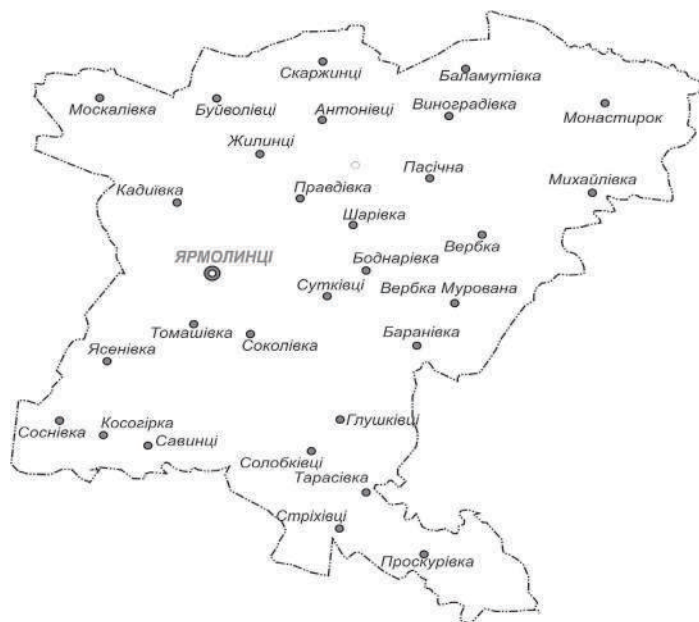 Скаржинці
Баламутівка
Москалівка
Буйволівці
Антонівці
Виноградівка
Монастирок
Жилинці
Пасічна
Кадиївка
Правдівка
Михайлівка
Шарівка
Вербка
ЯРМОЛИНЦІ
Боднарівка
Сутківці
Вербка Мурована
Томашівка
Соколівка
Баранівка
Ясенівка
Соснівка
Косогірка
Савинці
Глушківці
Солобківці
Тарасівка
Стріхівці
Проскурівка